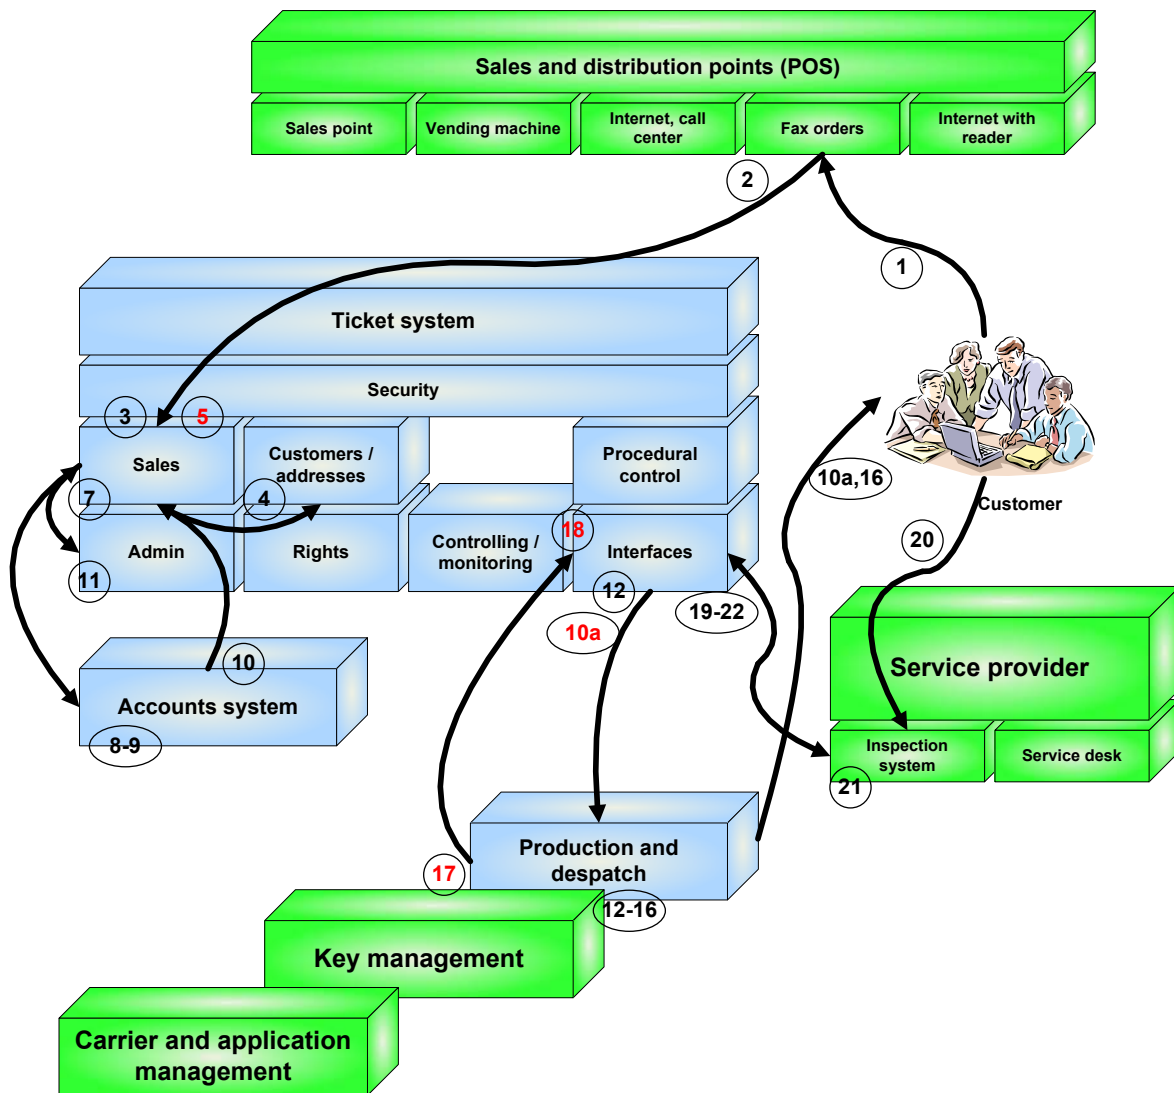 Sales and distribution points (POS)
Sales point
Vending machine
Internet, call
center
Fax orders
Internet with
reader
2
1
Ticket system
Security
3
5
Sales
Customers /
addresses
Procedural
control
7
4
10a,16
Customer
18
20
Admin
Rights
Controlling /
monitoring
Interfaces
11
12
19-22
10a
10
Service provider
Accounts system
8-9
Inspection
system
Service desk
21
Production and
despatch
17
12-16
Key management
Carrier and application
management